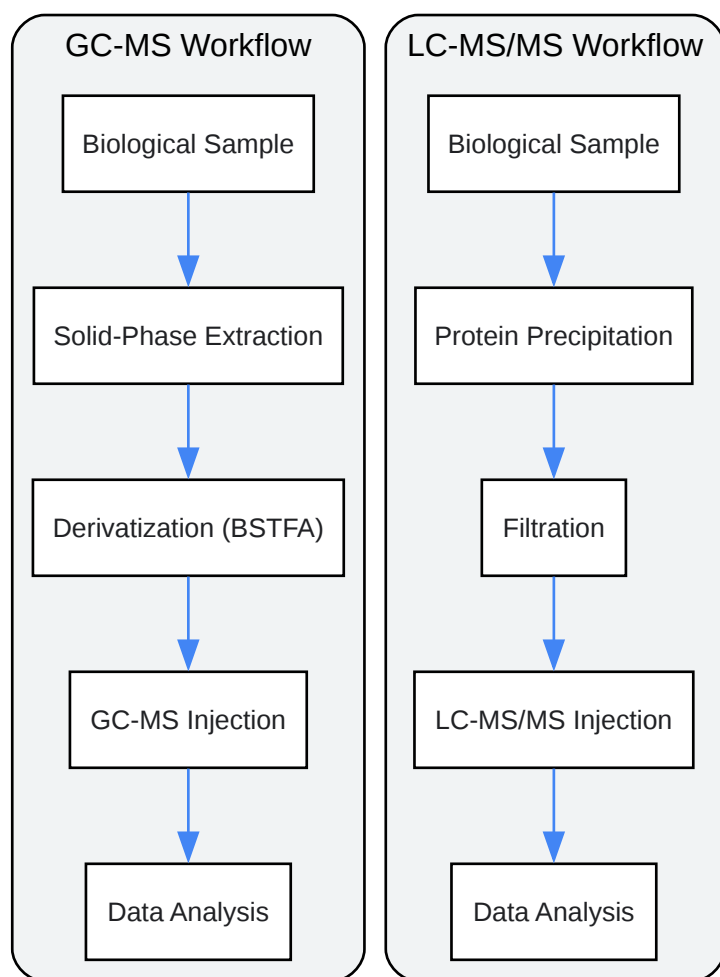 GC-MS Workflow
Biological Sample
Solid-Phase Extraction
Derivatization (BSTFA)
GC-MS Injection
Data Analysis
LC-MS/MS Workflow
Biological Sample
Protein Precipitation
Filtration
LC-MS/MS Injection
Data Analysis